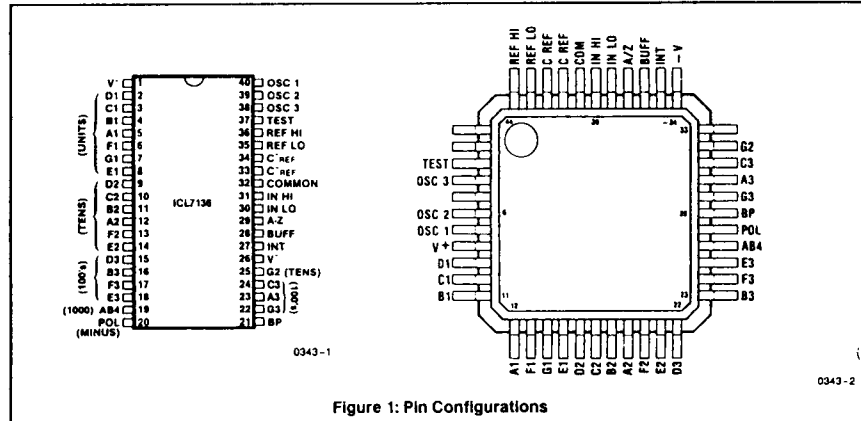 V- 1
D1 2
C1 3
B1 4
A1 5
F1 6
G1 7
E1 8
D2 9
C2 10
B2 11
A2 12
F2 13
E2 14
D3 15
B3 16
F3 17
E3 18
(1000) AB4 19
POL 20
(MINUS)
(UNITS)
(TENS)
(100's)
ICL7136
40 OSC 1
39 OSC 2
38 OSC 3
37 TEST
36 REF HI
35 REF LO
34 C-REF
33 C-REF
32 COMMON
31 IN HI
30 IN LO
29 A-Z
28 BUFF
27 INT
26 V-
25 G2 (TENS)
24 C3
23 A3
22 G3
21 BP
(100's)
0343-1
REF HI
REF LO
C REF
C REF
COM
IN HI
IN LO
A/Z
BUFF
INT
-V
44
34
33
TEST
OSC 3
OSC 2
OSC 1
V+
D1
C1
B1
6
11
12
G2
C3
A3
G3
BP
POL
AB4
E3
F3
B3
23
22
A1
F1
G1
E1
D2
C2
B2
A2
F2
E2
D3
0343-2
Figure 1: Pin Configurations